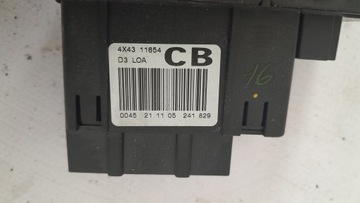 4X43 11654 CB
D3 LOA
0045 21 11 05 241 829
16